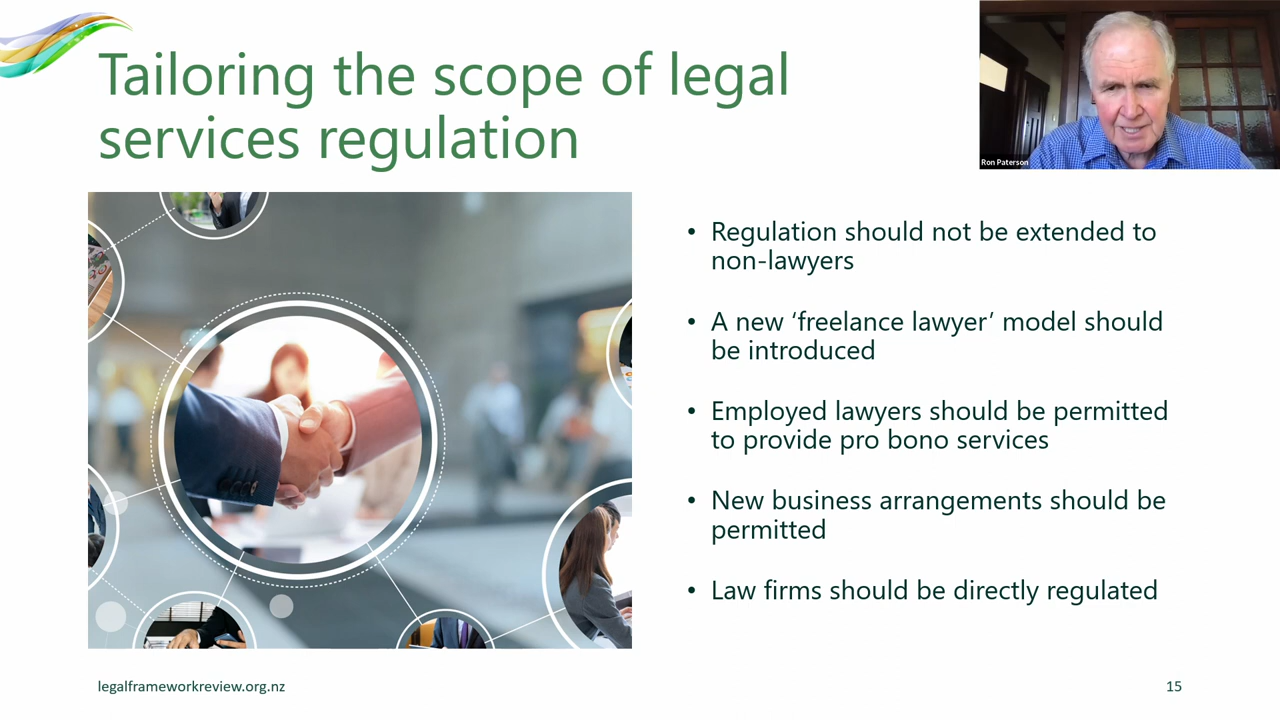 Tailoring the scope of legal
services regulation
Ron Paterson
• Regulation should not be extended to
non-lawyers
• A new ‘freelance lawyer’ model should
be introduced
• Employed lawyers should be permitted
to provide pro bono services
• New business arrangements should be
permitted
• Law firms should be directly regulated
legalframeworkreview.org.nz
15